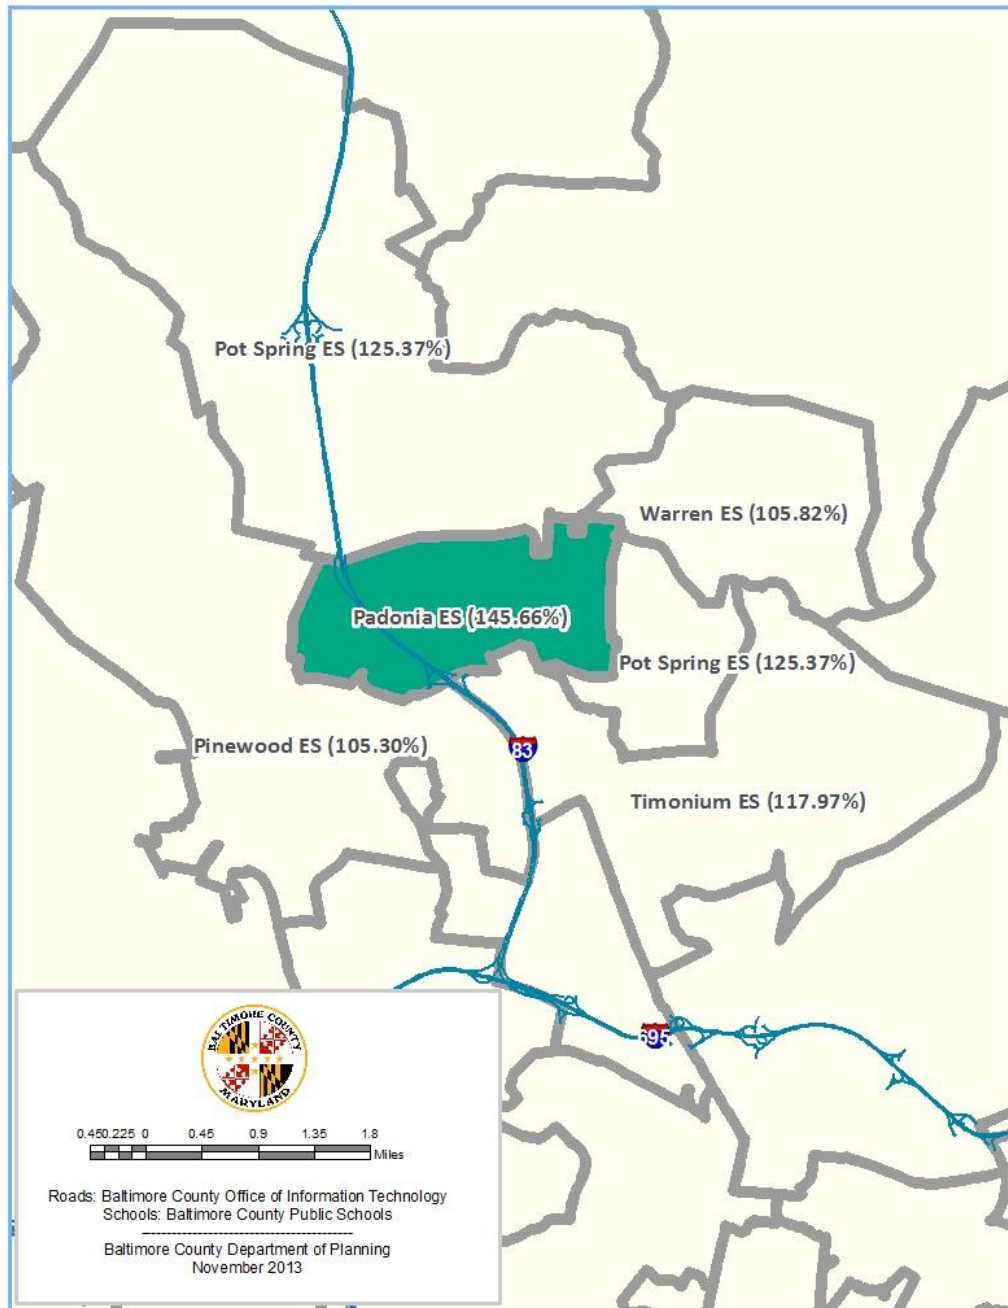 Pot Spring ES (125.37%)
Warren ES (105.82%)
Padonia ES (145.66%)
Pot Spring ES (125.37%)
Pinewood ES (105.30%)
83
Timonium ES (117.97%)
695
BALTIMORE COUNTY
MARYLAND
0.45 0.225 0 0.45 0.9 1.35 1.8
Miles
Roads: Baltimore County Office of Information Technology
Schools: Baltimore County Public Schools
Baltimore County Department of Planning
November 2013